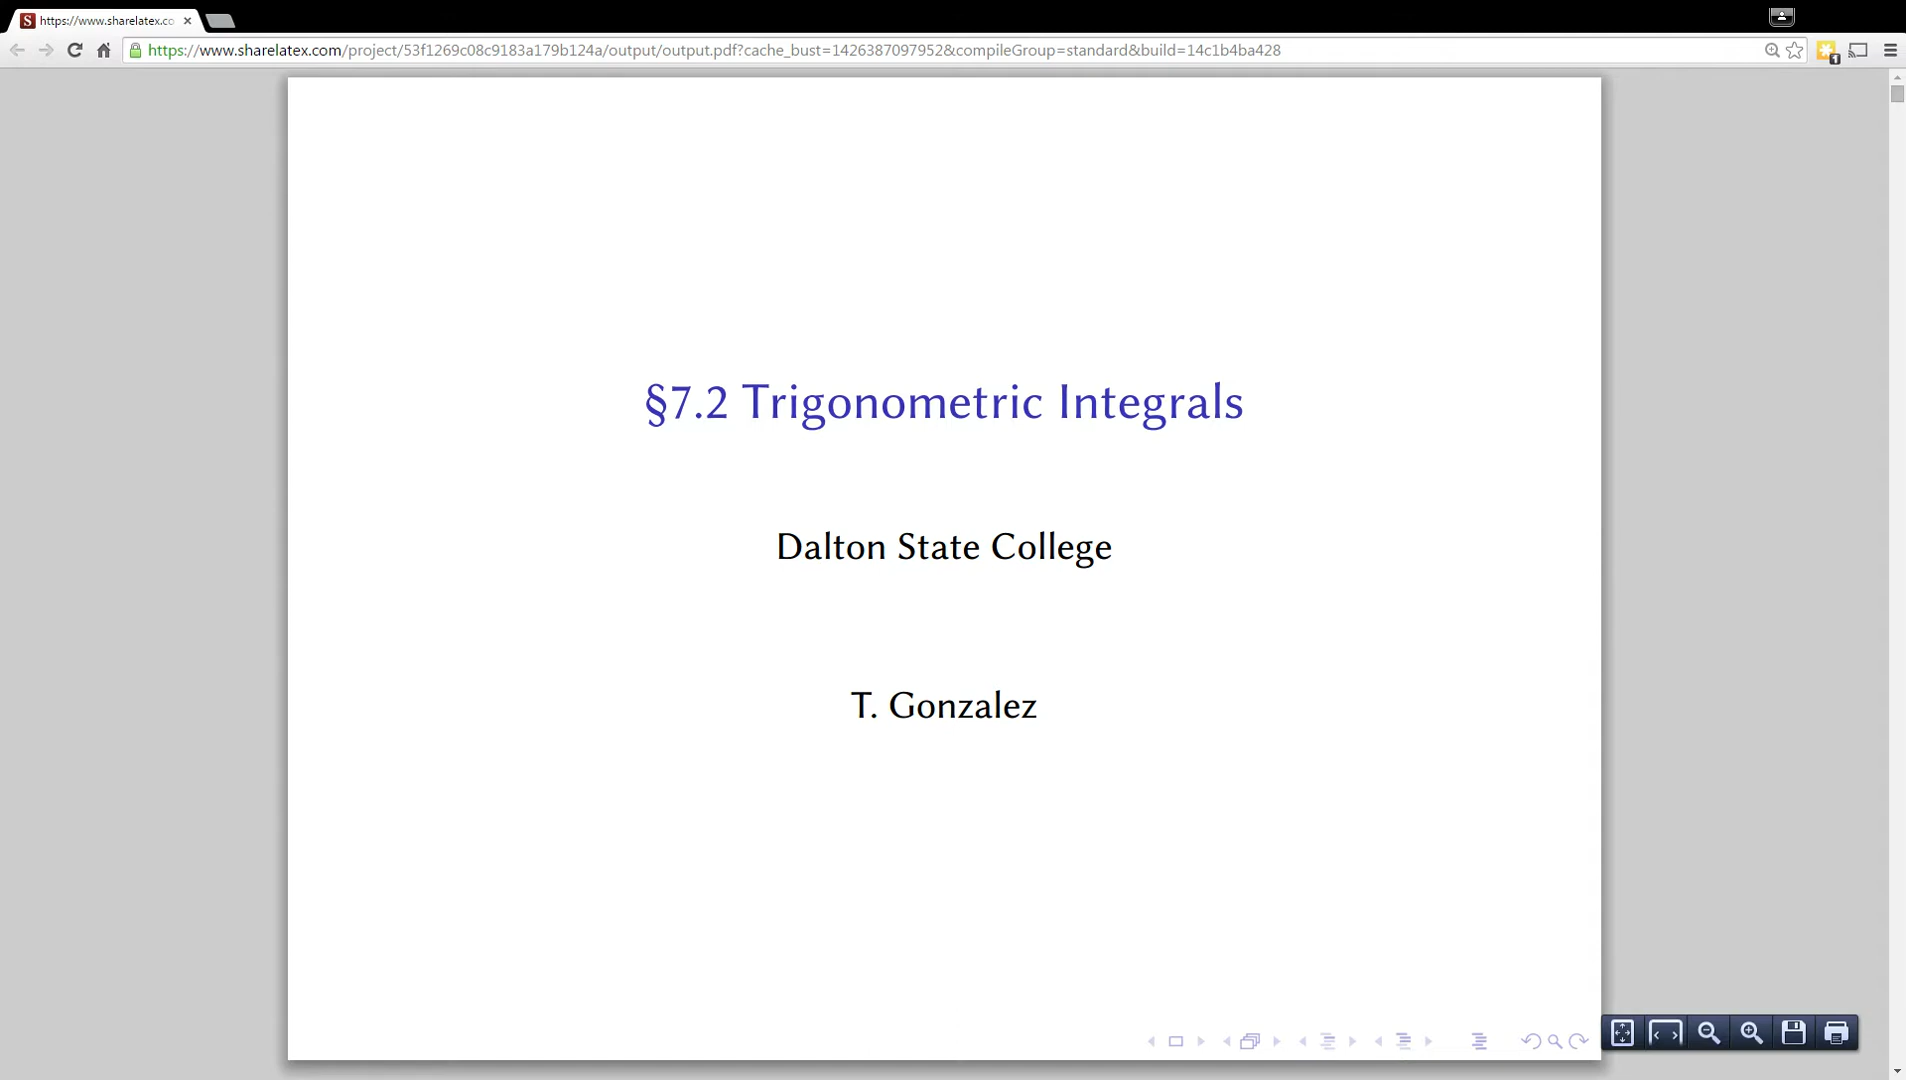 https://www.sharelatex.co
https://www.sharelatex.com/project/53f1269c08c9183a179b124a/output/output.pdf?cache_bust=1426387097952&compileGroup=standard&build=14c1b4ba428
1
§7.2 Trigonometric Integrals
Dalton State College
T. Gonzalez